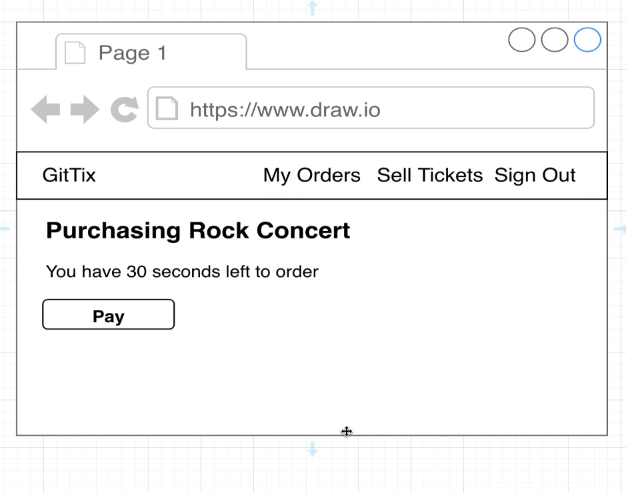 Page 1
https://www.draw.io
GitTix My Orders Sell Tickets Sign Out
Purchasing Rock Concert
You have 30 seconds left to order
Pay